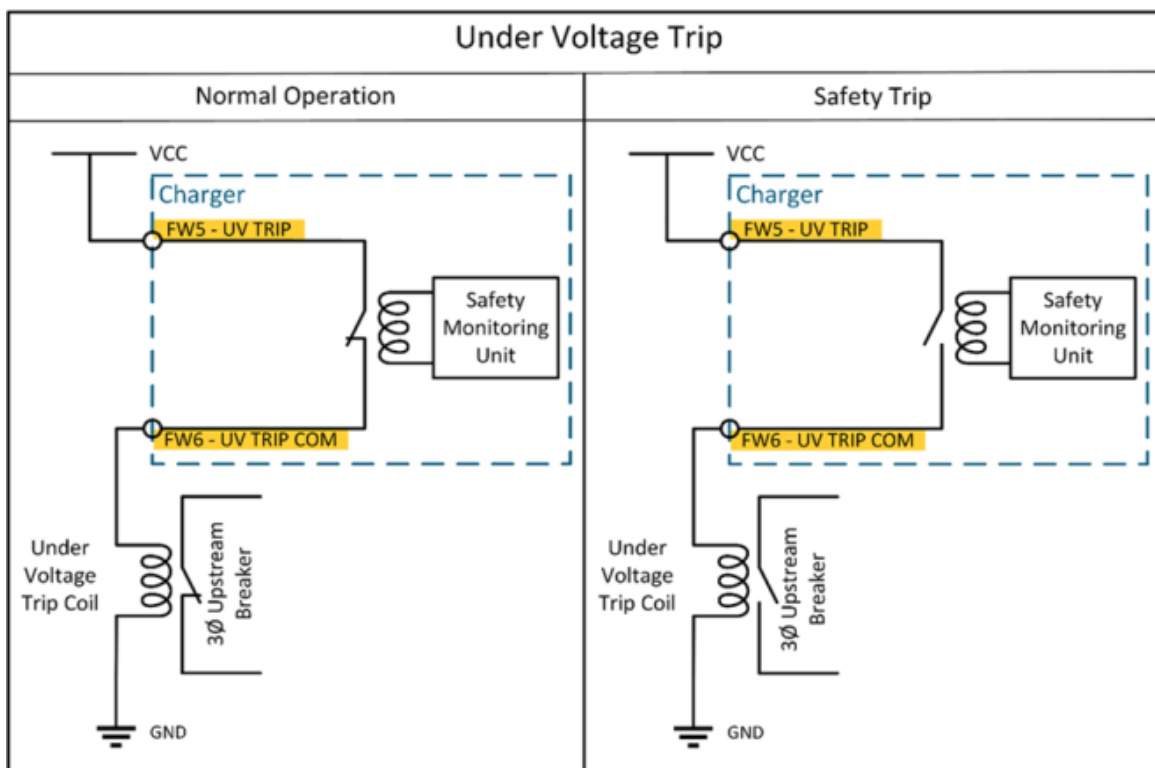 Under Voltage Trip
Normal Operation
Safety Trip
VCC
Charger
FW5 - UV TRIP
Safety
Monitoring
Unit
FW6 - UV TRIP COM
Under
Voltage
Trip Coil
3Ø Upstream
Breaker
GND
VCC
Charger
FW5 - UV TRIP
Safety
Monitoring
Unit
FW6 - UV TRIP COM
Under
Voltage
Trip Coil
3Ø Upstream
Breaker
GND